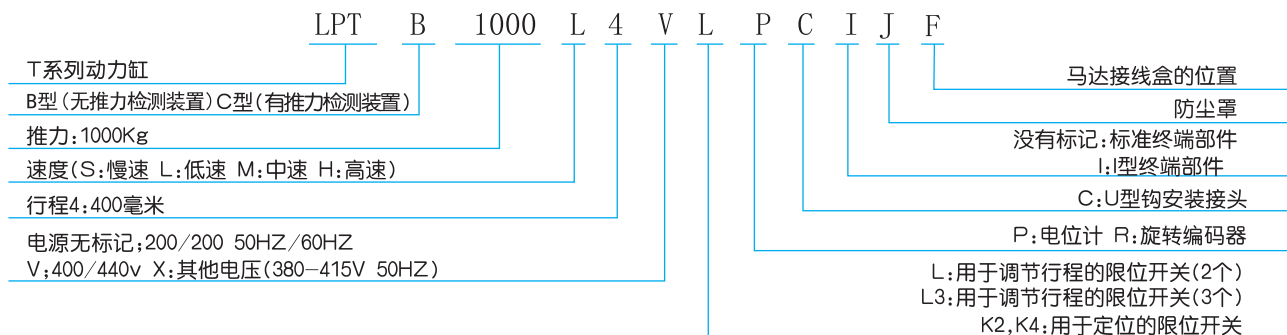 LPT B 1000 L 4 V L P C I J F
T系列动力缸
B型(无推力检测装置)C型(有推力检测装置)
推力:1000Kg
速度(S:慢速 L:低速 M:中速 H:高速)
行程4:400毫米
电源无标记;200/200 50HZ/60HZ
V;400/440v X:其他电压(380-415V 50HZ)
马达接线盒的位置
防尘罩
没有标记:标准终端部件
I:I型终端部件
C:U型钩安装接头
P:电位计 R:旋转编码器
L:用于调节行程的限位开关(2个)
L3:用于调节行程的限位开关(3个)
K2,K4:用于定位的限位开关